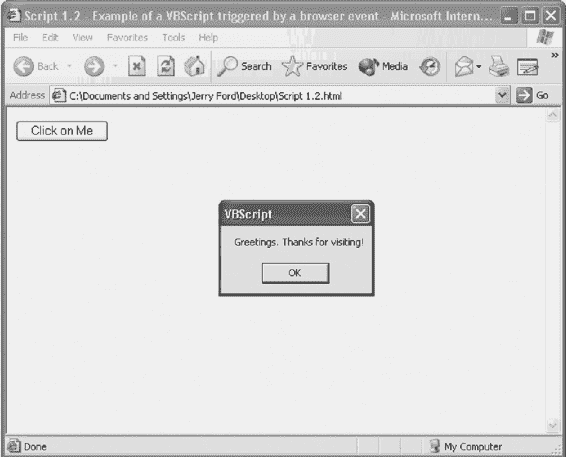 Script 1.2 - Example of a VBScript triggered by a browser event - Microsoft Intern...
File Edit View Favorites Tools Help
Back Search Favorites Media
Address C:\Documents and Settings\Jerry Ford\Desktop\Script 1.2.html Go
Click on Me
VBScript
Greetings. Thanks for visiting!
OK
Done My Computer